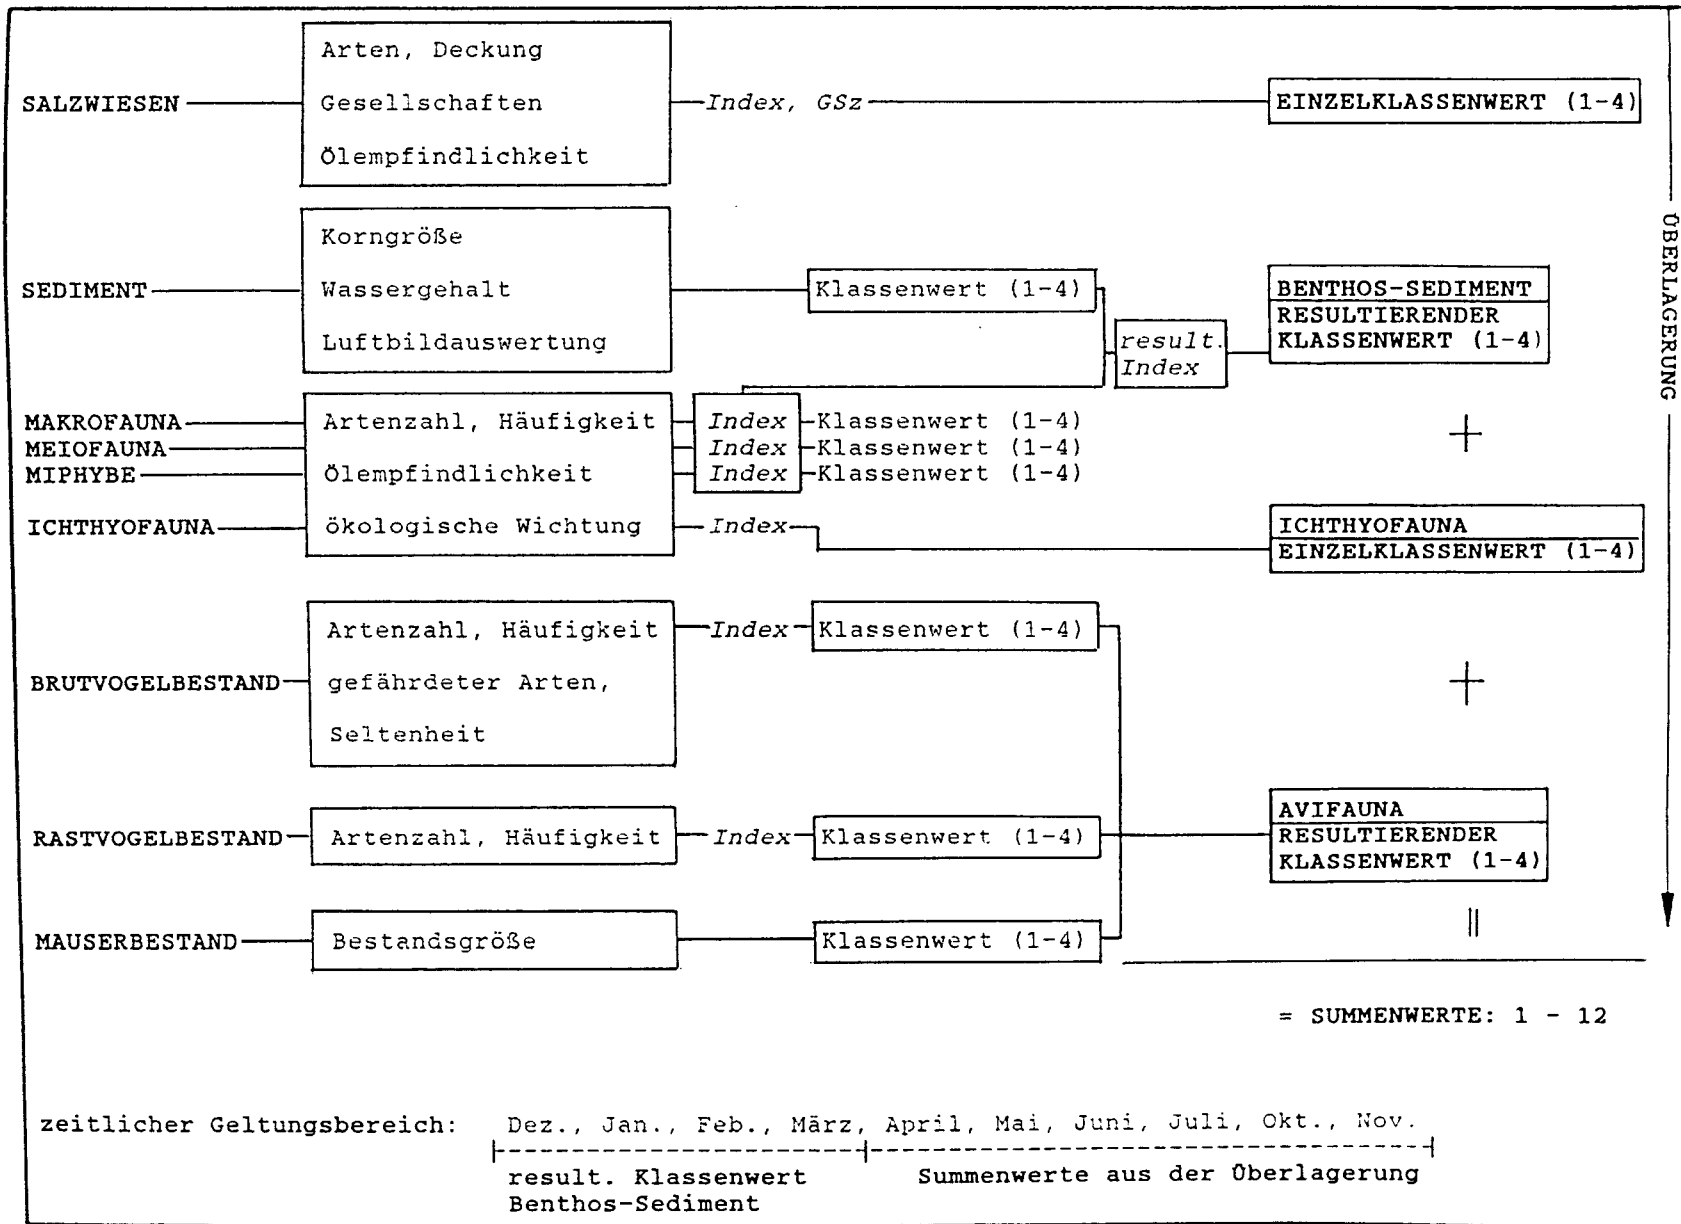 Arten, Deckung
SALZWIESEN Gesellschaften Index, GSz EINZELKLASSENWERT (1-4)
Ölempfindlichkeit
ÜBERLAGERUNG
Korngröße
SEDIMENT Wassergehalt Klassenwert (1-4) BENTHOS-SEDIMENT
RESULTIERENDER
Luftbildauswertung result. KLASSENWERT (1-4)
Index
MAKROFAUNA Artenzahl, Häufigkeit Index Klassenwert (1-4)
+
MEIOFAUNA Index Klassenwert (1-4)
MIPHYBE Ölempfindlichkeit Index Klassenwert (1-4)
ICHTHYOFAUNA ökologische Wichtung Index ICHTHYOFAUNA
EINZELKLASSENWERT (1-4)
Artenzahl, Häufigkeit Index Klassenwert (1-4)
BRUTVOGELBESTAND gefährdeter Arten, +
Seltenheit
AVIFAUNA
RASTVOGELBESTAND Artenzahl, Häufigkeit Index Klassenwert (1-4) RESULTIERENDER
KLASSENWERT (1-4)
MAUSERBESTAND Bestandsgröße Klassenwert (1-4) ||
= SUMMENWERTE: 1 - 12
zeitlicher Geltungsbereich: Dez., Jan., Feb., März, April, Mai, Juni, Juli, Okt., Nov.
result. Klassenwert Summenwerte aus der Überlagerung
Benthos-Sediment